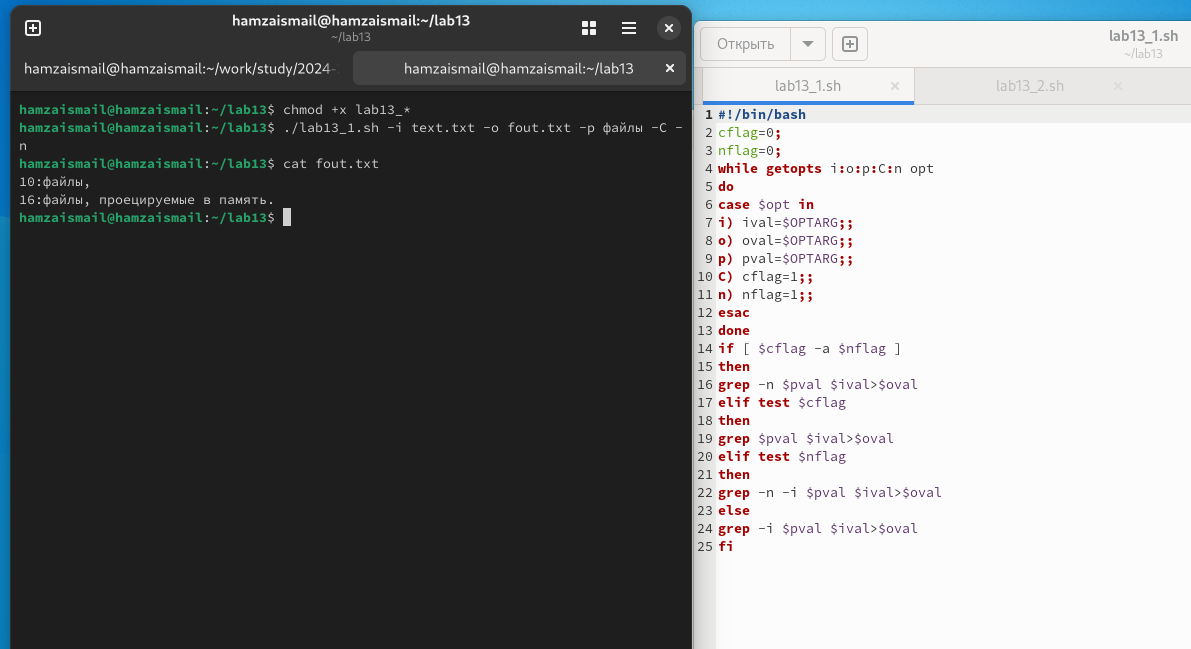 hamzaismail@hamzaismail:~/lab13
~/lab13
hamzaismail@hamzaismail:~/work/study/2024-
hamzaismail@hamzaismail:~/lab13
hamzaismail@hamzaismail:~/lab13$ chmod +x lab13_*
hamzaismail@hamzaismail:~/lab13$ ./lab13_1.sh -i text.txt -o fout.txt -p файлы -C -
n
hamzaismail@hamzaismail:~/lab13$ cat fout.txt
10:файлы,
16:файлы, проецируемые в память.
hamzaismail@hamzaismail:~/lab13$
Открыть
lab13_1.sh
~/lab13
lab13_1.sh
lab13_2.sh
1 #!/bin/bash
2 cflag=0;
3 nflag=0;
4 while getopts i:o:p:C:n opt
5 do
6 case $opt in
7 i) ival=$OPTARG;;
8 o) oval=$OPTARG;;
9 p) pval=$OPTARG;;
10 C) cflag=1;;
11 n) nflag=1;;
12 esac
13 done
14 if [ $cflag -a $nflag ]
15 then
16 grep -n $pval $ival>$oval
17 elif test $cflag
18 then
19 grep $pval $ival>$oval
20 elif test $nflag
21 then
22 grep -n -i $pval $ival>$oval
23 else
24 grep -i $pval $ival>$oval
25 fi